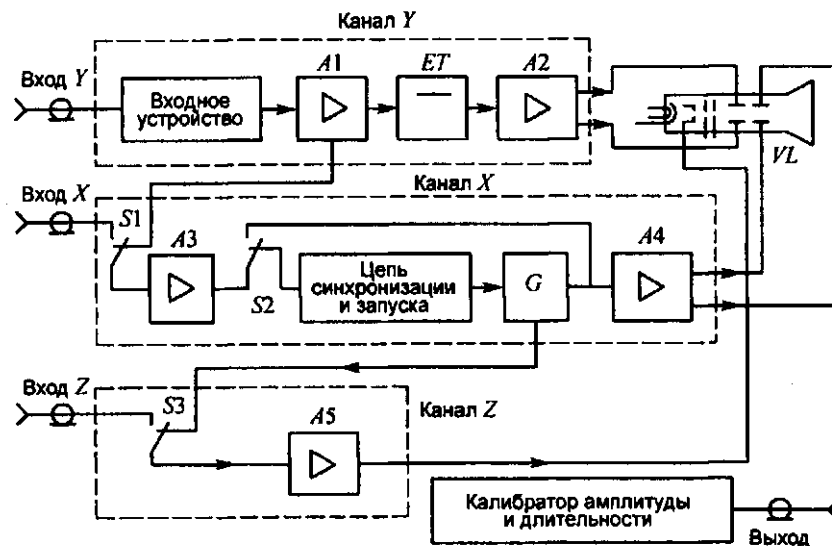 Канал Y
Вход Y
Входное
устройство
A1
ET
A2
VL
Вход X
Канал X
S1
A3
S2
Цепь
синхронизации
и запуска
G
A4
Вход Z
S3
Канал Z
A5
Калибратор амплитуды
и длительности
Выход